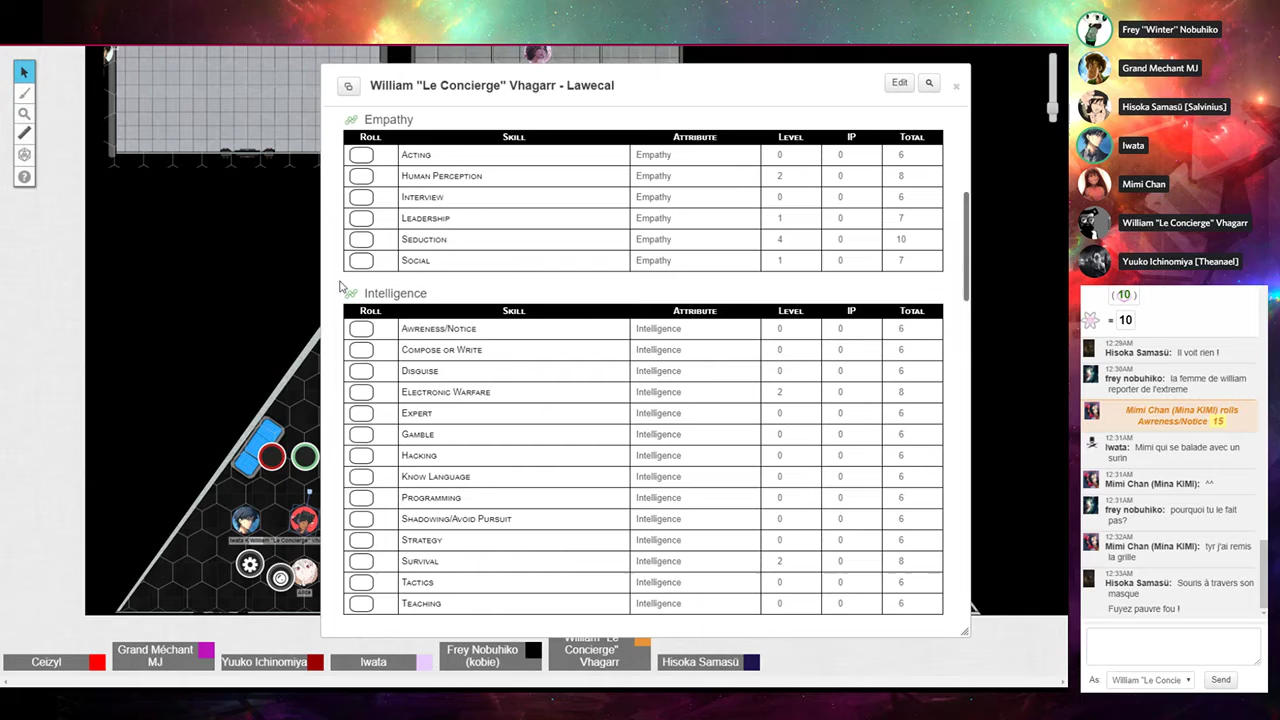 William "Le Concierge" Vhagarr - Lawecal
Edit
Empathy
Roll Skill Attribute Level IP Total
Acting Empathy 0 0 6
Human Perception Empathy 2 0 8
Interview Empathy 0 0 6
Leadership Empathy 1 0 7
Seduction Empathy 4 0 10
Social Empathy 1 0 7
Intelligence
Roll Skill Attribute Level IP Total
Awreness/Notice Intelligence 0 0 6
Compose or Write Intelligence 0 0 6
Disguise Intelligence 0 0 6
Electronic Warfare Intelligence 2 0 8
Expert Intelligence 0 0 6
Gamble Intelligence 0 0 6
Hacking Intelligence 0 0 6
Know Language Intelligence 0 0 6
Programming Intelligence 0 0 6
Shadowing/Avoid Pursuit Intelligence 0 0 6
Strategy Intelligence 0 0 6
Survival Intelligence 2 0 8
Tactics Intelligence 0 0 6
Teaching Intelligence 0 0 6
Frey "Winter" Nobuhiko
Grand Mechant MJ
Hisoka Samasū [Salvinius]
Iwata
Mimi Chan
William "Le Concierge" Vhagarr
Yuuko Ichinomiya [Theanael]
(10)
= 10
12:29AM
Hisoka Samasü: Il voit rien !
12:30AM
frey nobuhiko: la femme de william
reporter de l'extreme
Mimi Chan (Mina KIMI) rolls
Awreness/Notice 15
12:31AM
Iwata: Mimi qui se balade avec un
surin
12:31AM
Mimi Chan (Mina KIMI): ^^
12:31AM
frey nobuhiko: pourquoi tu le fait
pas?
12:32AM
Mimi Chan (Mina KIMI): tyr j'ai remis
la grille
12:33AM
Hisoka Samasü: Souris à travers son
masque
Fuyez pauvre fou !
As: William "Le Concie Send
Ceizyl
Grand Méchant
MJ
Yuuko Ichinomiya
Iwata
Frey Nobuhiko
(kobie)
William "Le
Concierge"
Vhagarr
Hisoka Samasü